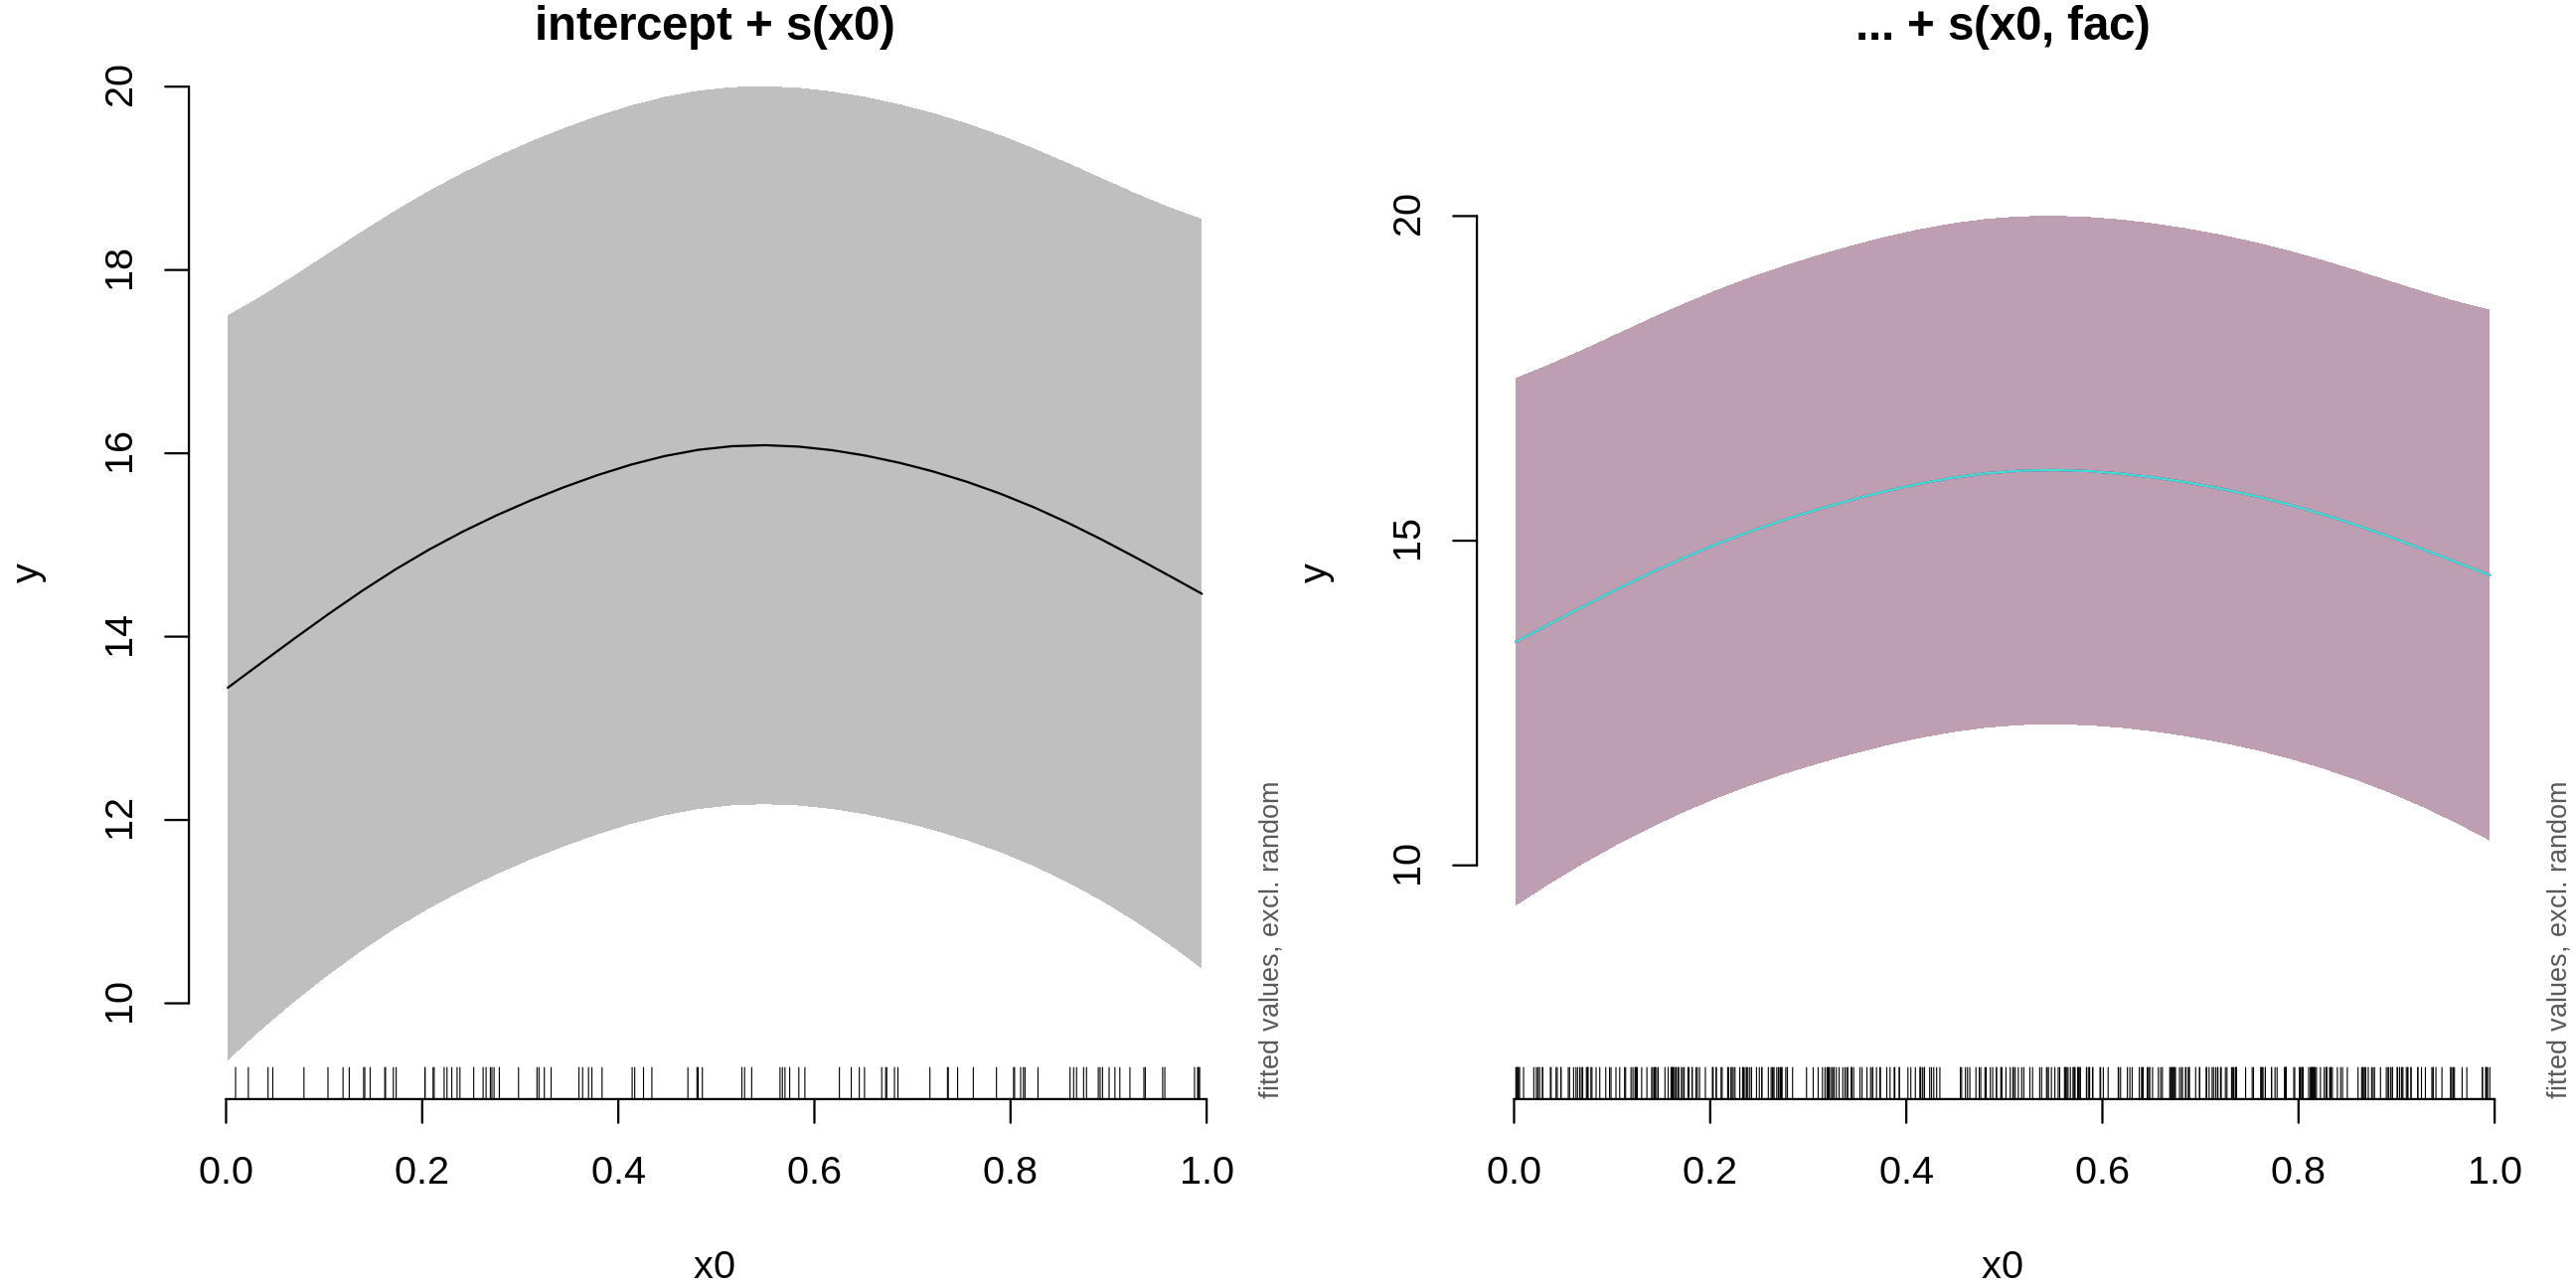 intercept + s(x0)
20
18
16
14
12
10
y
0.0 0.2 0.4 0.6 0.8 1.0
x0
fitted values, excl. random
... + s(x0, fac)
20
15
10
y
0.0 0.2 0.4 0.6 0.8 1.0
x0
fitted values, excl. random